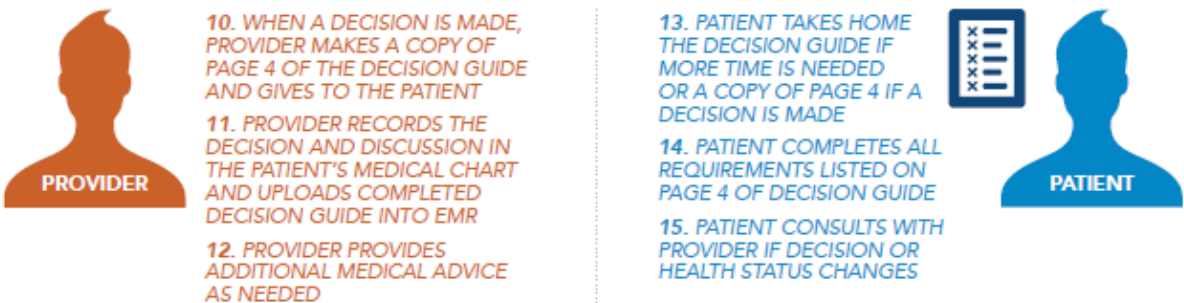 PROVIDER
10. WHEN A DECISION IS MADE,
PROVIDER MAKES A COPY OF
PAGE 4 OF THE DECISION GUIDE
AND GIVES TO THE PATIENT
11. PROVIDER RECORDS THE
DECISION AND DISCUSSION IN
THE PATIENT'S MEDICAL CHART
AND UPLOADS COMPLETED
DECISION GUIDE INTO EMR
12. PROVIDER PROVIDES
ADDITIONAL MEDICAL ADVICE
AS NEEDED
13. PATIENT TAKES HOME
THE DECISION GUIDE IF
MORE TIME IS NEEDED
OR A COPY OF PAGE 4 IF A
DECISION IS MADE
14. PATIENT COMPLETES ALL
REQUIREMENTS LISTED ON
PAGE 4 OF DECISION GUIDE
15. PATIENT CONSULTS WITH
PROVIDER IF DECISION OR
HEALTH STATUS CHANGES
PATIENT